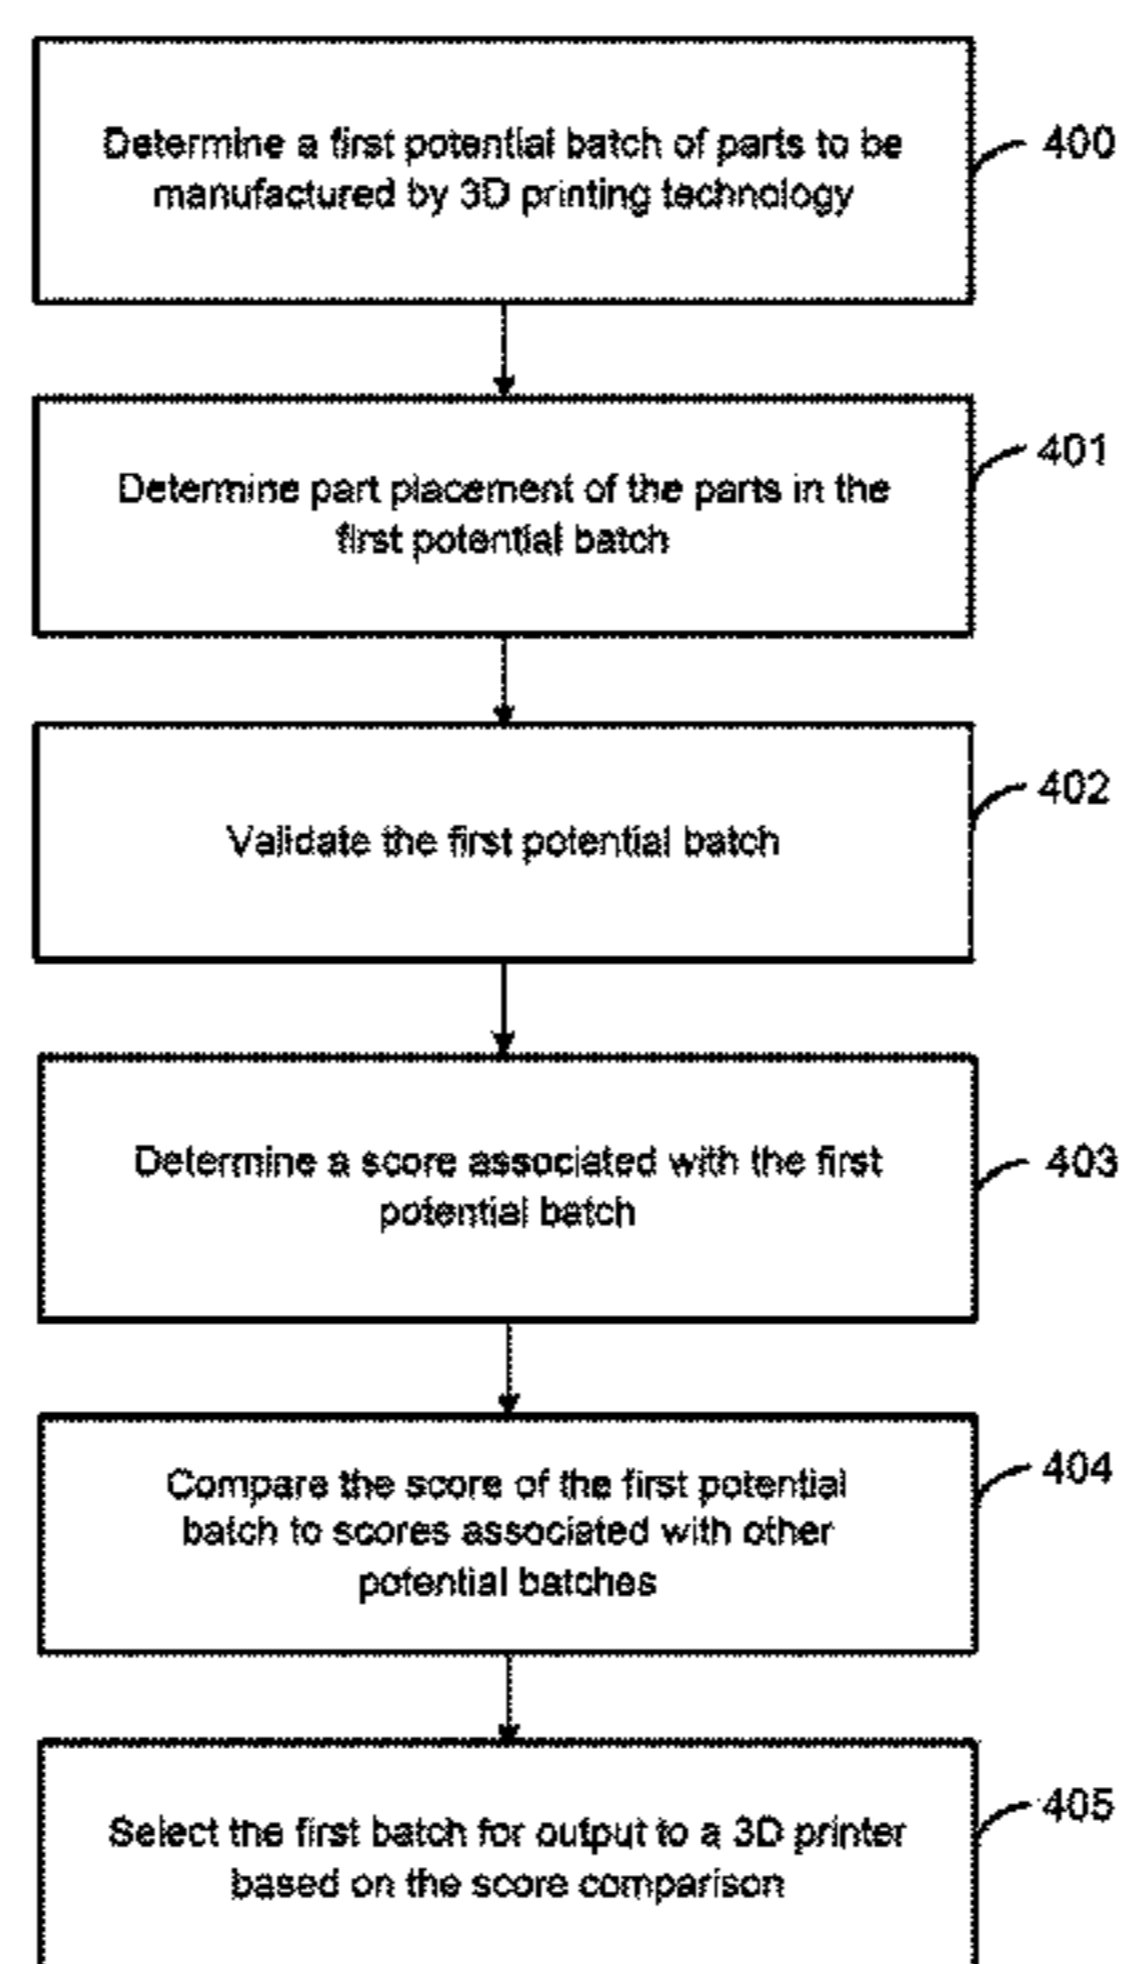 Determine a first potential batch of parts to be
manufactured by 3D printing technology
400
Determine part placement of the parts in the
first potential batch
401
Validate the first potential batch
402
Determine a score associated with the first
potential batch
403
Compare the score of the first potential
batch to scores associated with other
potential batches
404
Select the first batch for output to a 3D printer
based on the score comparison
405